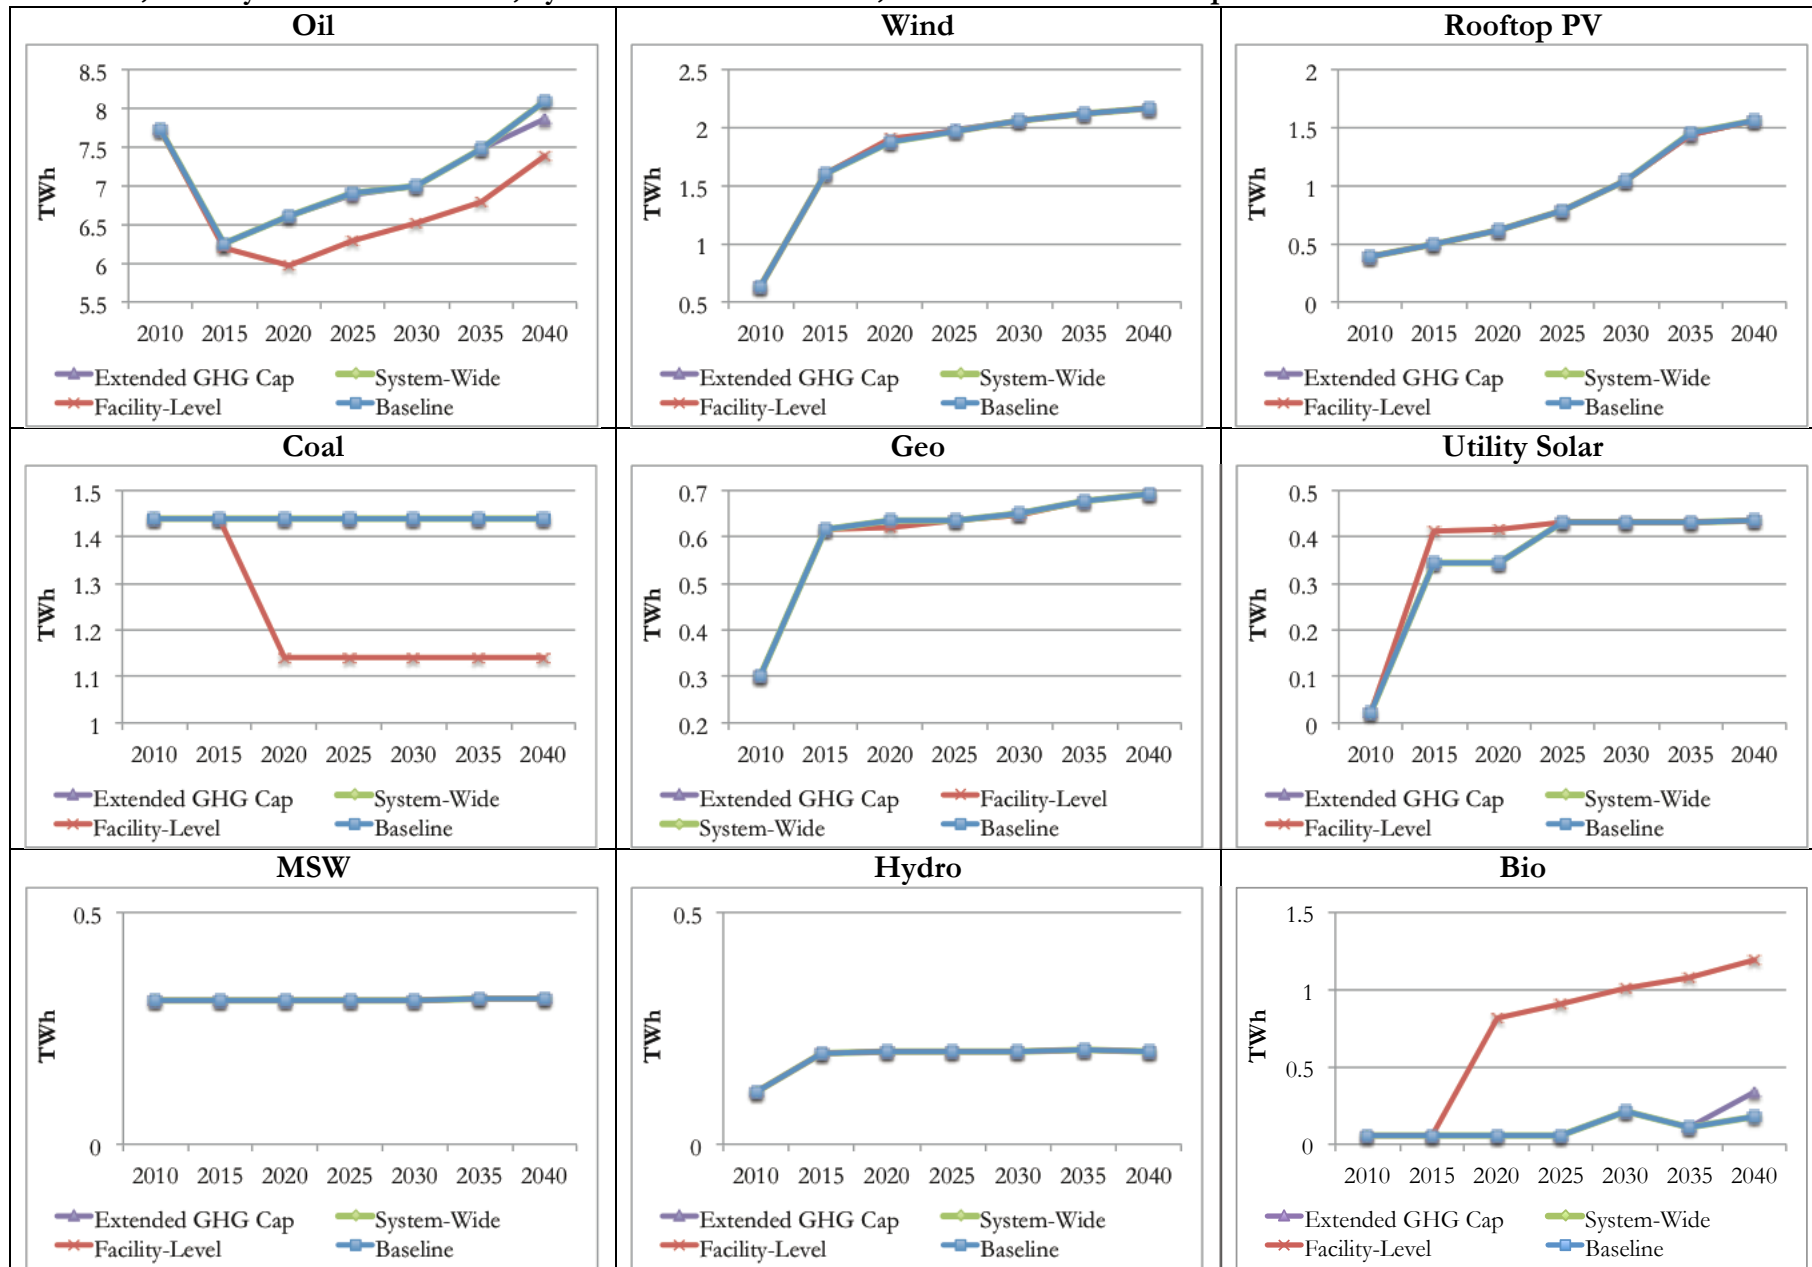 Oil
8.5
8
7.5
7
6.5
6
5.5
TWh
2010 2015 2020 2025 2030 2035 2040
Extended GHG Cap System-Wide
Facility-Level Baseline
Wind
2.5
2
1.5
1
0.5
TWh
2010 2015 2020 2025 2030 2035 2040
Extended GHG Cap System-Wide
Facility-Level Baseline
Rooftop PV
2
1.5
1
0.5
0
TWh
2010 2015 2020 2025 2030 2035 2040
Extended GHG Cap System-Wide
Facility-Level Baseline
Coal
1.5
1.4
1.3
1.2
1.1
1
TWh
2010 2015 2020 2025 2030 2035 2040
Extended GHG Cap System-Wide
Facility-Level Baseline
Geo
0.7
0.6
0.5
0.4
0.3
0.2
TWh
2010 2015 2020 2025 2030 2035 2040
Extended GHG Cap Facility-Level
System-Wide Baseline
Utility Solar
0.5
0.4
0.3
0.2
0.1
0
TWh
2010 2015 2020 2025 2030 2035 2040
Extended GHG Cap System-Wide
Facility-Level Baseline
MSW
0.5
0
TWh
2010 2015 2020 2025 2030 2035 2040
Extended GHG Cap System-Wide
Facility-Level Baseline
Hydro
0.5
0
TWh
2010 2015 2020 2025 2030 2035 2040
Extended GHG Cap System-Wide
Facility-Level Baseline
Bio
1.5
1
0.5
0
TWh
2010 2015 2020 2025 2030 2035 2040
Extended GHG Cap System-Wide
Facility-Level Baseline